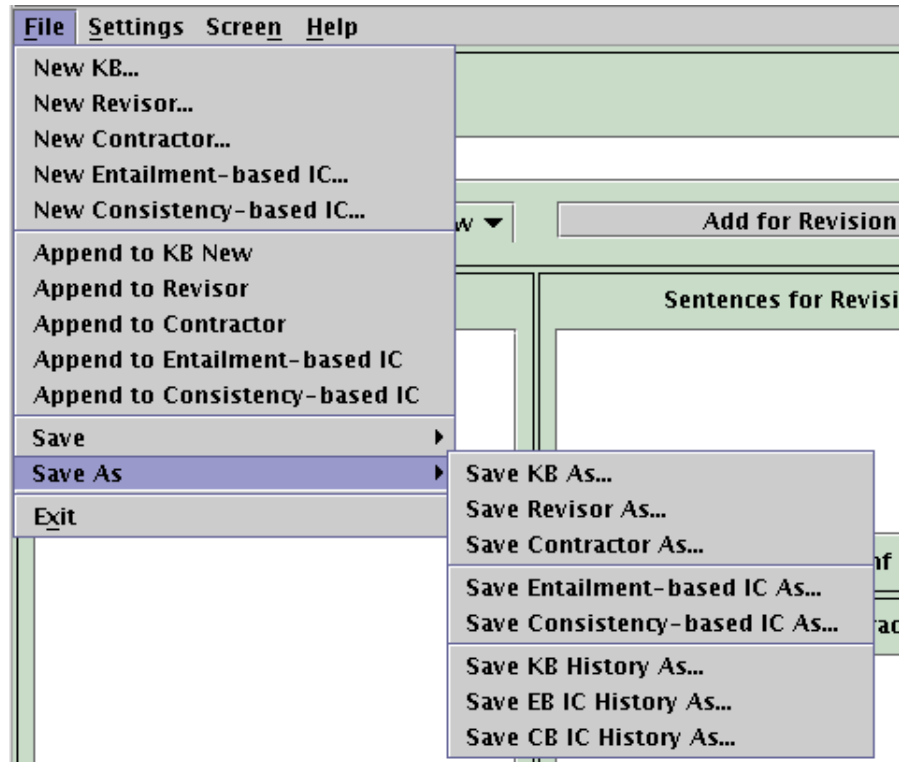 File Settings Screen Help
New KB...
New Revisor...
New Contractor...
New Entailment-based IC...
New Consistency-based IC...
Add for Revision
Append to KB New
Append to Revisor
Append to Contractor
Append to Entailment-based IC
Append to Consistency-based IC
Sentences for
Save
Save As
Exit
Save KB As...
Save Revisor As...
Save Contractor As...
Save Entailment-based IC As...
Save Consistency-based IC As...
Save KB History As...
Save EB IC History As...
Save CB IC History As...